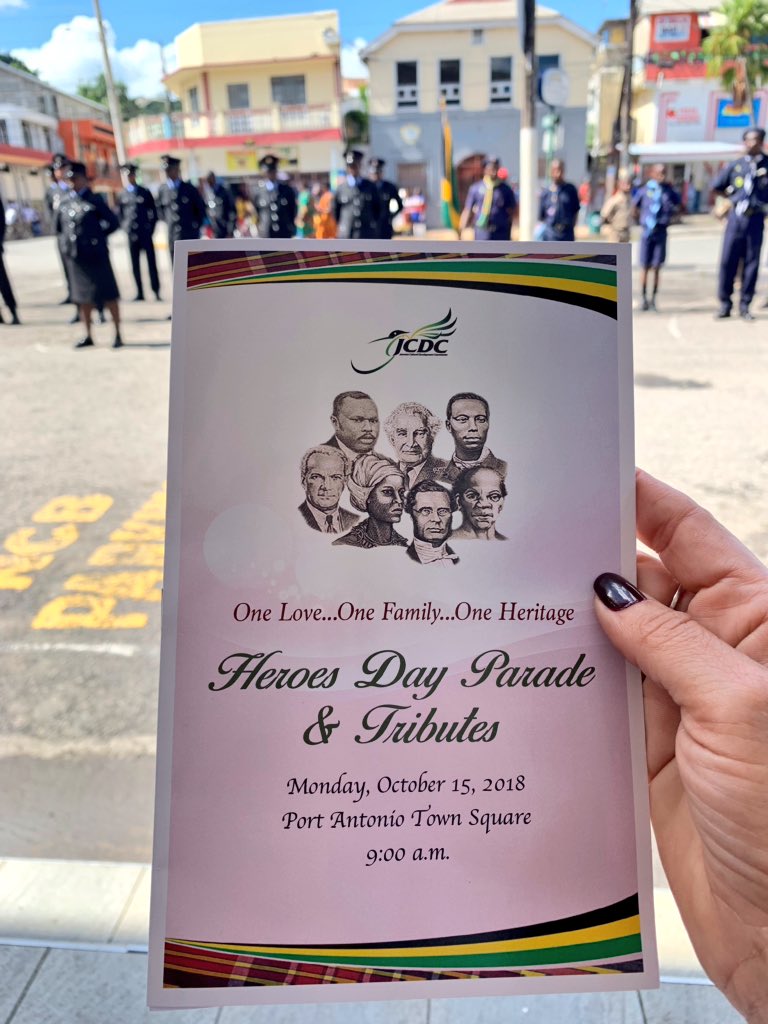 JCDC
One Love...One Family...One Heritage
Heroes Day Parade
& Tributes
Monday, October 15, 2018
Port Antonio Town Square
9:00 a.m.
NCB